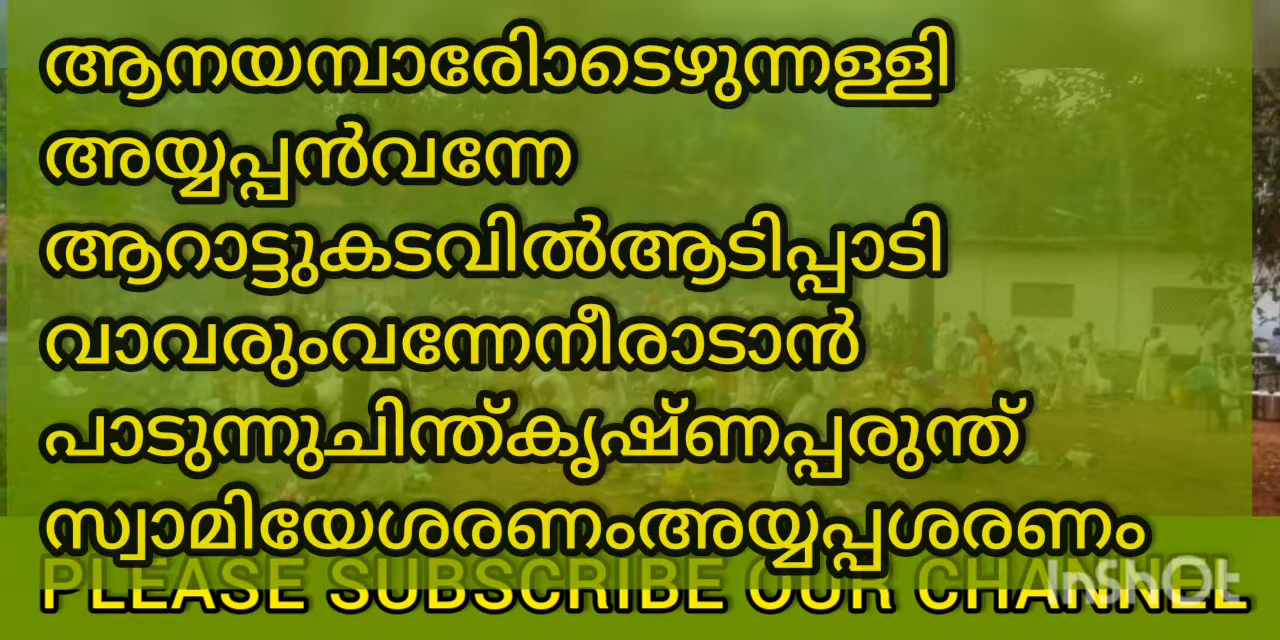 ആനയമ്പാരിോടെഴുന്നള്ളി
അയ്യപ്പൻവന്നേ
ആറാട്ടുകടവിൽആടിപ്പാടി
വാവരുംവന്നേനീരാടാൻ
പാടുന്നുചിന്ത്കൃഷ്ണപ്പരുന്ത്
സ്വാമിയേശരണംഅയ്യപ്പശരണം
PLEASE SUBSCRIBE OUR CHANNEL
InShOt